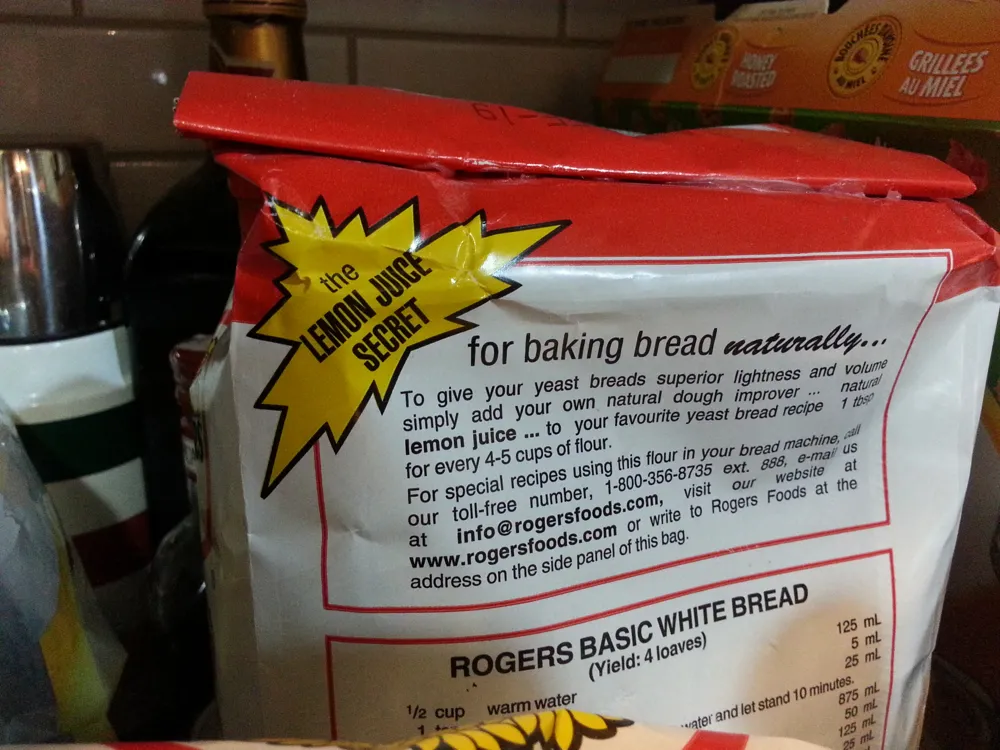 HONEY
ROASTED
GRILLÉES
AU MIEL
the
LEMON JUICE
SECRET
for baking bread naturally...
To give your yeast breads superior lightness and volume
simply add your own natural dough improver ... natural
lemon juice ... to your favourite yeast bread recipe 1 tbsp
for every 4-5 cups of flour.
For special recipes using this flour in your bread machine, call
our toll-free number, 1-800-356-8735 ext. 888, e-mail us
at info@rogersfoods.com, visit our website at
www.rogersfoods.com or write to Rogers Foods at the
address on the side panel of this bag.
ROGERS BASIC WHITE BREAD
(Yield: 4 loaves)
1/2 cup warm water 125 mL
5 mL
25 mL
water and let stand 10 minutes.
875 mL
50 mL
125 mL
25 mL